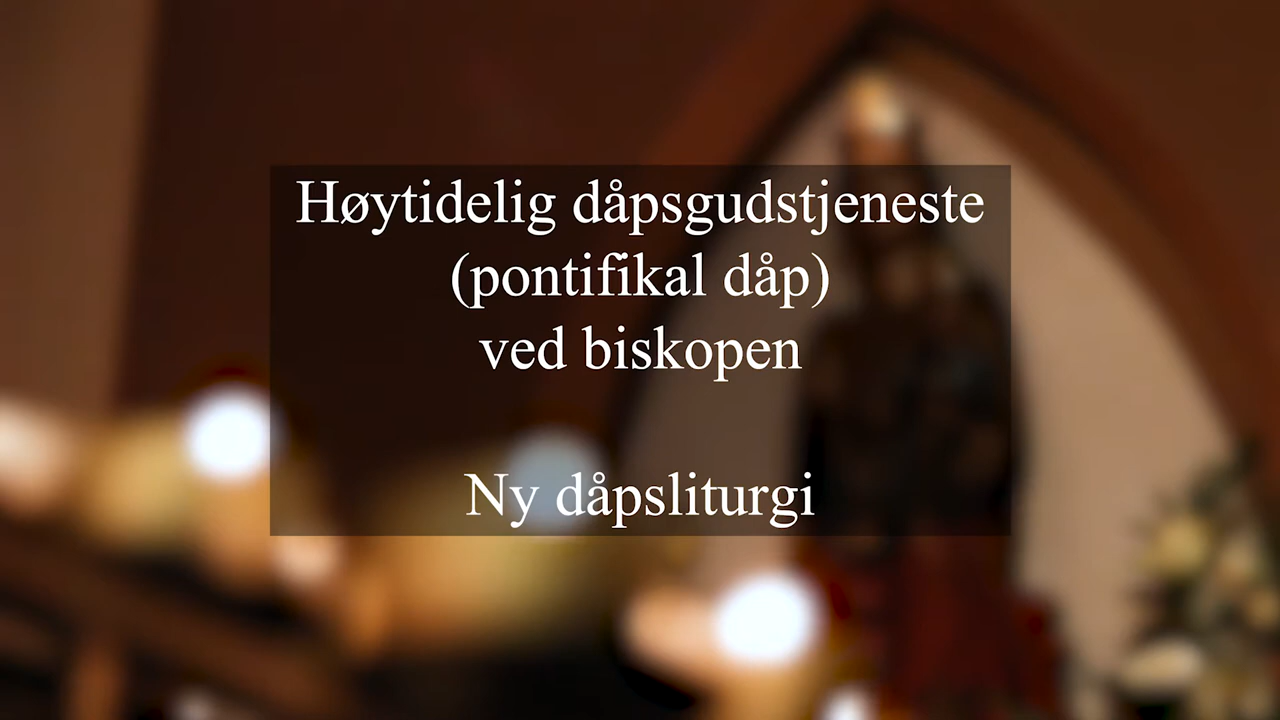 Høytidelig dåpsgudstjeneste
(pontifikal dåp)
ved biskopen
Ny dåpsliturgi